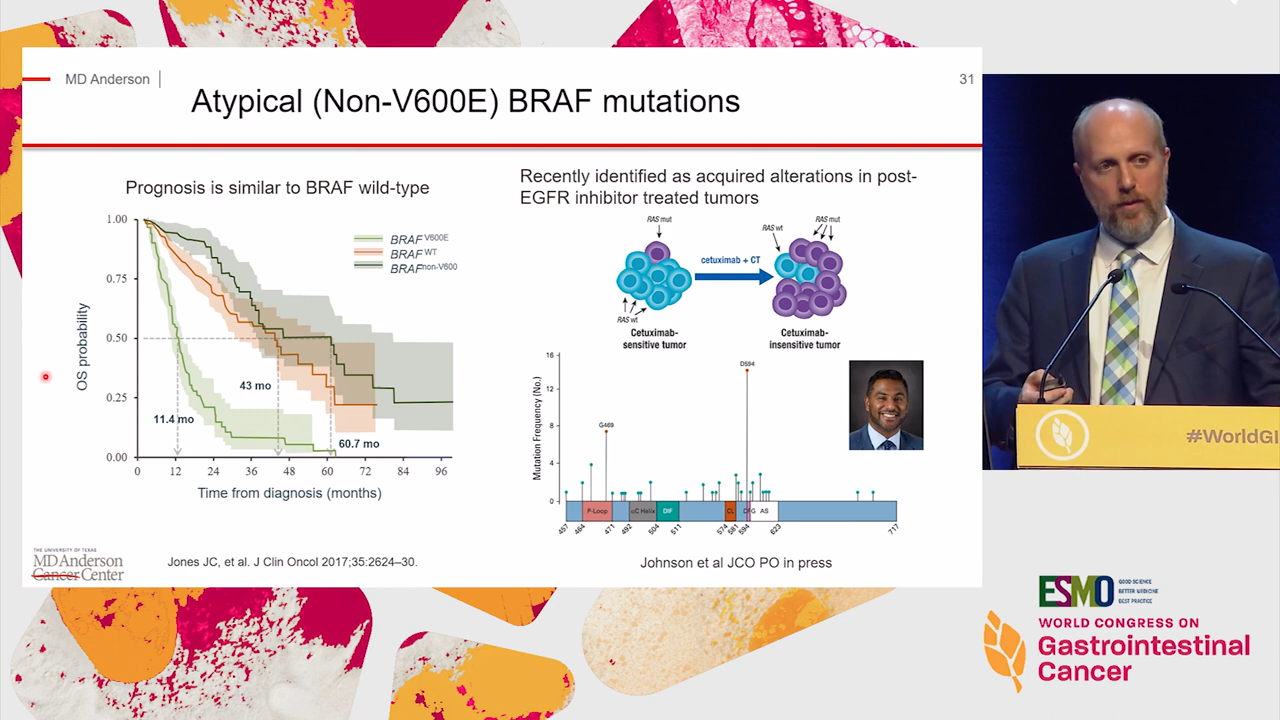 MD Anderson
31
Atypical (Non-V600E) BRAF mutations
Prognosis is similar to BRAF wild-type
Recently identified as acquired alterations in post-
EGFR inhibitor treated tumors
1.00
0.75
0.50
0.25
0.00
OS probability
BRAF V600E
BRAF WT
BRAF non-V600
11.4 mo
43 mo
60.7 mo
0 12 24 36 48 60 72 84 96
Time from diagnosis (months)
RAS mut
RAS wt
cetuximab + CT
RAS wt
RAS mut
Cetuximab-
sensitive tumor
Cetuximab-
insensitive tumor
Mutation Frequency (No.)
16
12
8
4
0
G469
D594
P-Loop
αC Helix
DIF
CL
DFG
AS
457 464 471 492 504 511 574 581 594 623 717
THE UNIVERSITY OF TEXAS
MD Anderson
Cancer Center
Jones JC, et al. J Clin Oncol 2017;35:2624–30.
Johnson et al JCO PO in press
#WorldGI
ESMO
GOOD SCIENCE
BETTER MEDICINE
BEST PRACTICE
WORLD CONGRESS ON
Gastrointestinal
Cancer